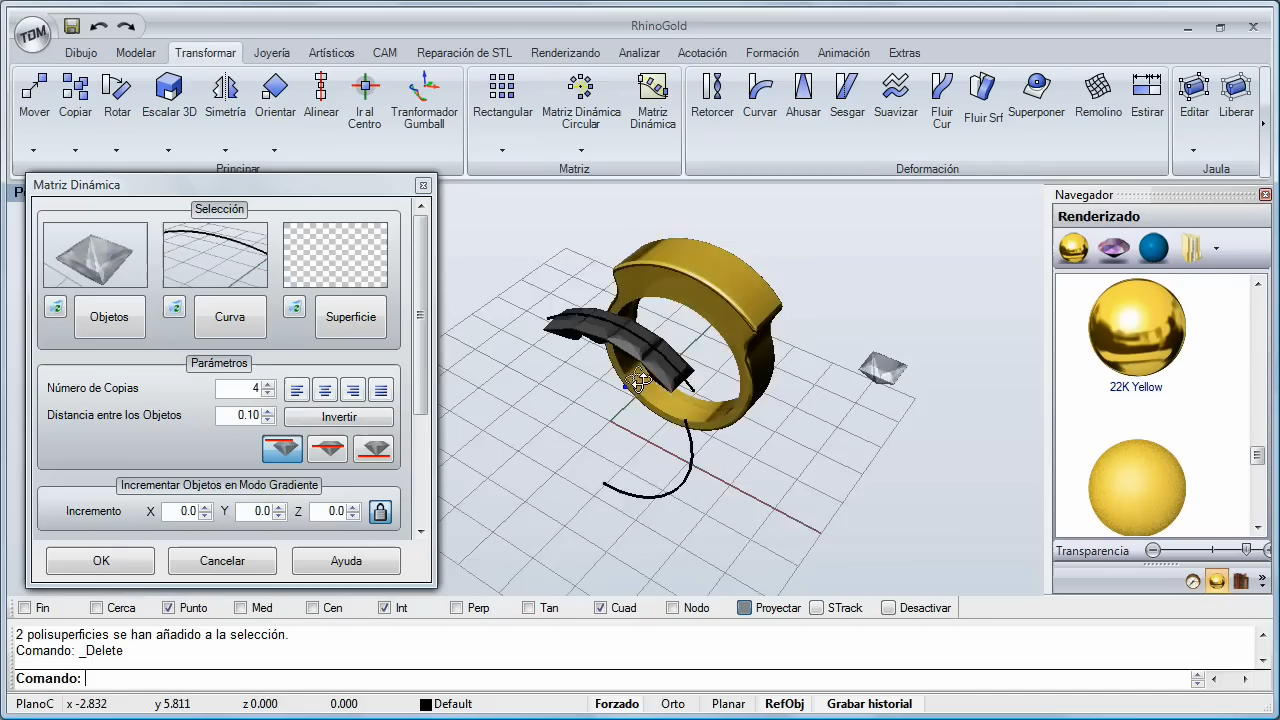 TDM
RhinoGold
Dibujo Modelar Transformar Joyería Artísticos CAM Reparación de STL Renderizando Analizar Acotación Formación Animación Extras
Mover Copiar Rotar Escalar 3D Simetría Orientar Alinear Ir al Centro Tranformador Gumball Rectangular Matriz Dinámica Circular Matriz Dinámica Retorcer Curvar Ahusar Sesgar Suavizar Fluir Cur Fluir Srf Superponer Remolino Estirar Editar Liberar
Principar Matriz Deformación Jaula
Matriz Dinámica
Selección
Objetos Curva Superficie
Parámetros
Número de Copias 4
Distancia entre los Objetos 0.10 Invertir
Incrementar Objetos en Modo Gradiente
Incremento X 0.0 Y 0.0 Z 0.0
OK Cancelar Ayuda
Navegador
Renderizado
22K Yellow
Transparencia
Fin Cerca Punto Med Cen Int Perp Tan Cuad Nodo Proyectar STrack Desactivar
2 polisuperficies se han añadido a la selección.
Comando: _Delete
Comando:
PlanoC x -2.832 y 5.811 z 0.000 0.000 Default Forzado Orto Planar RefObj Grabar historial